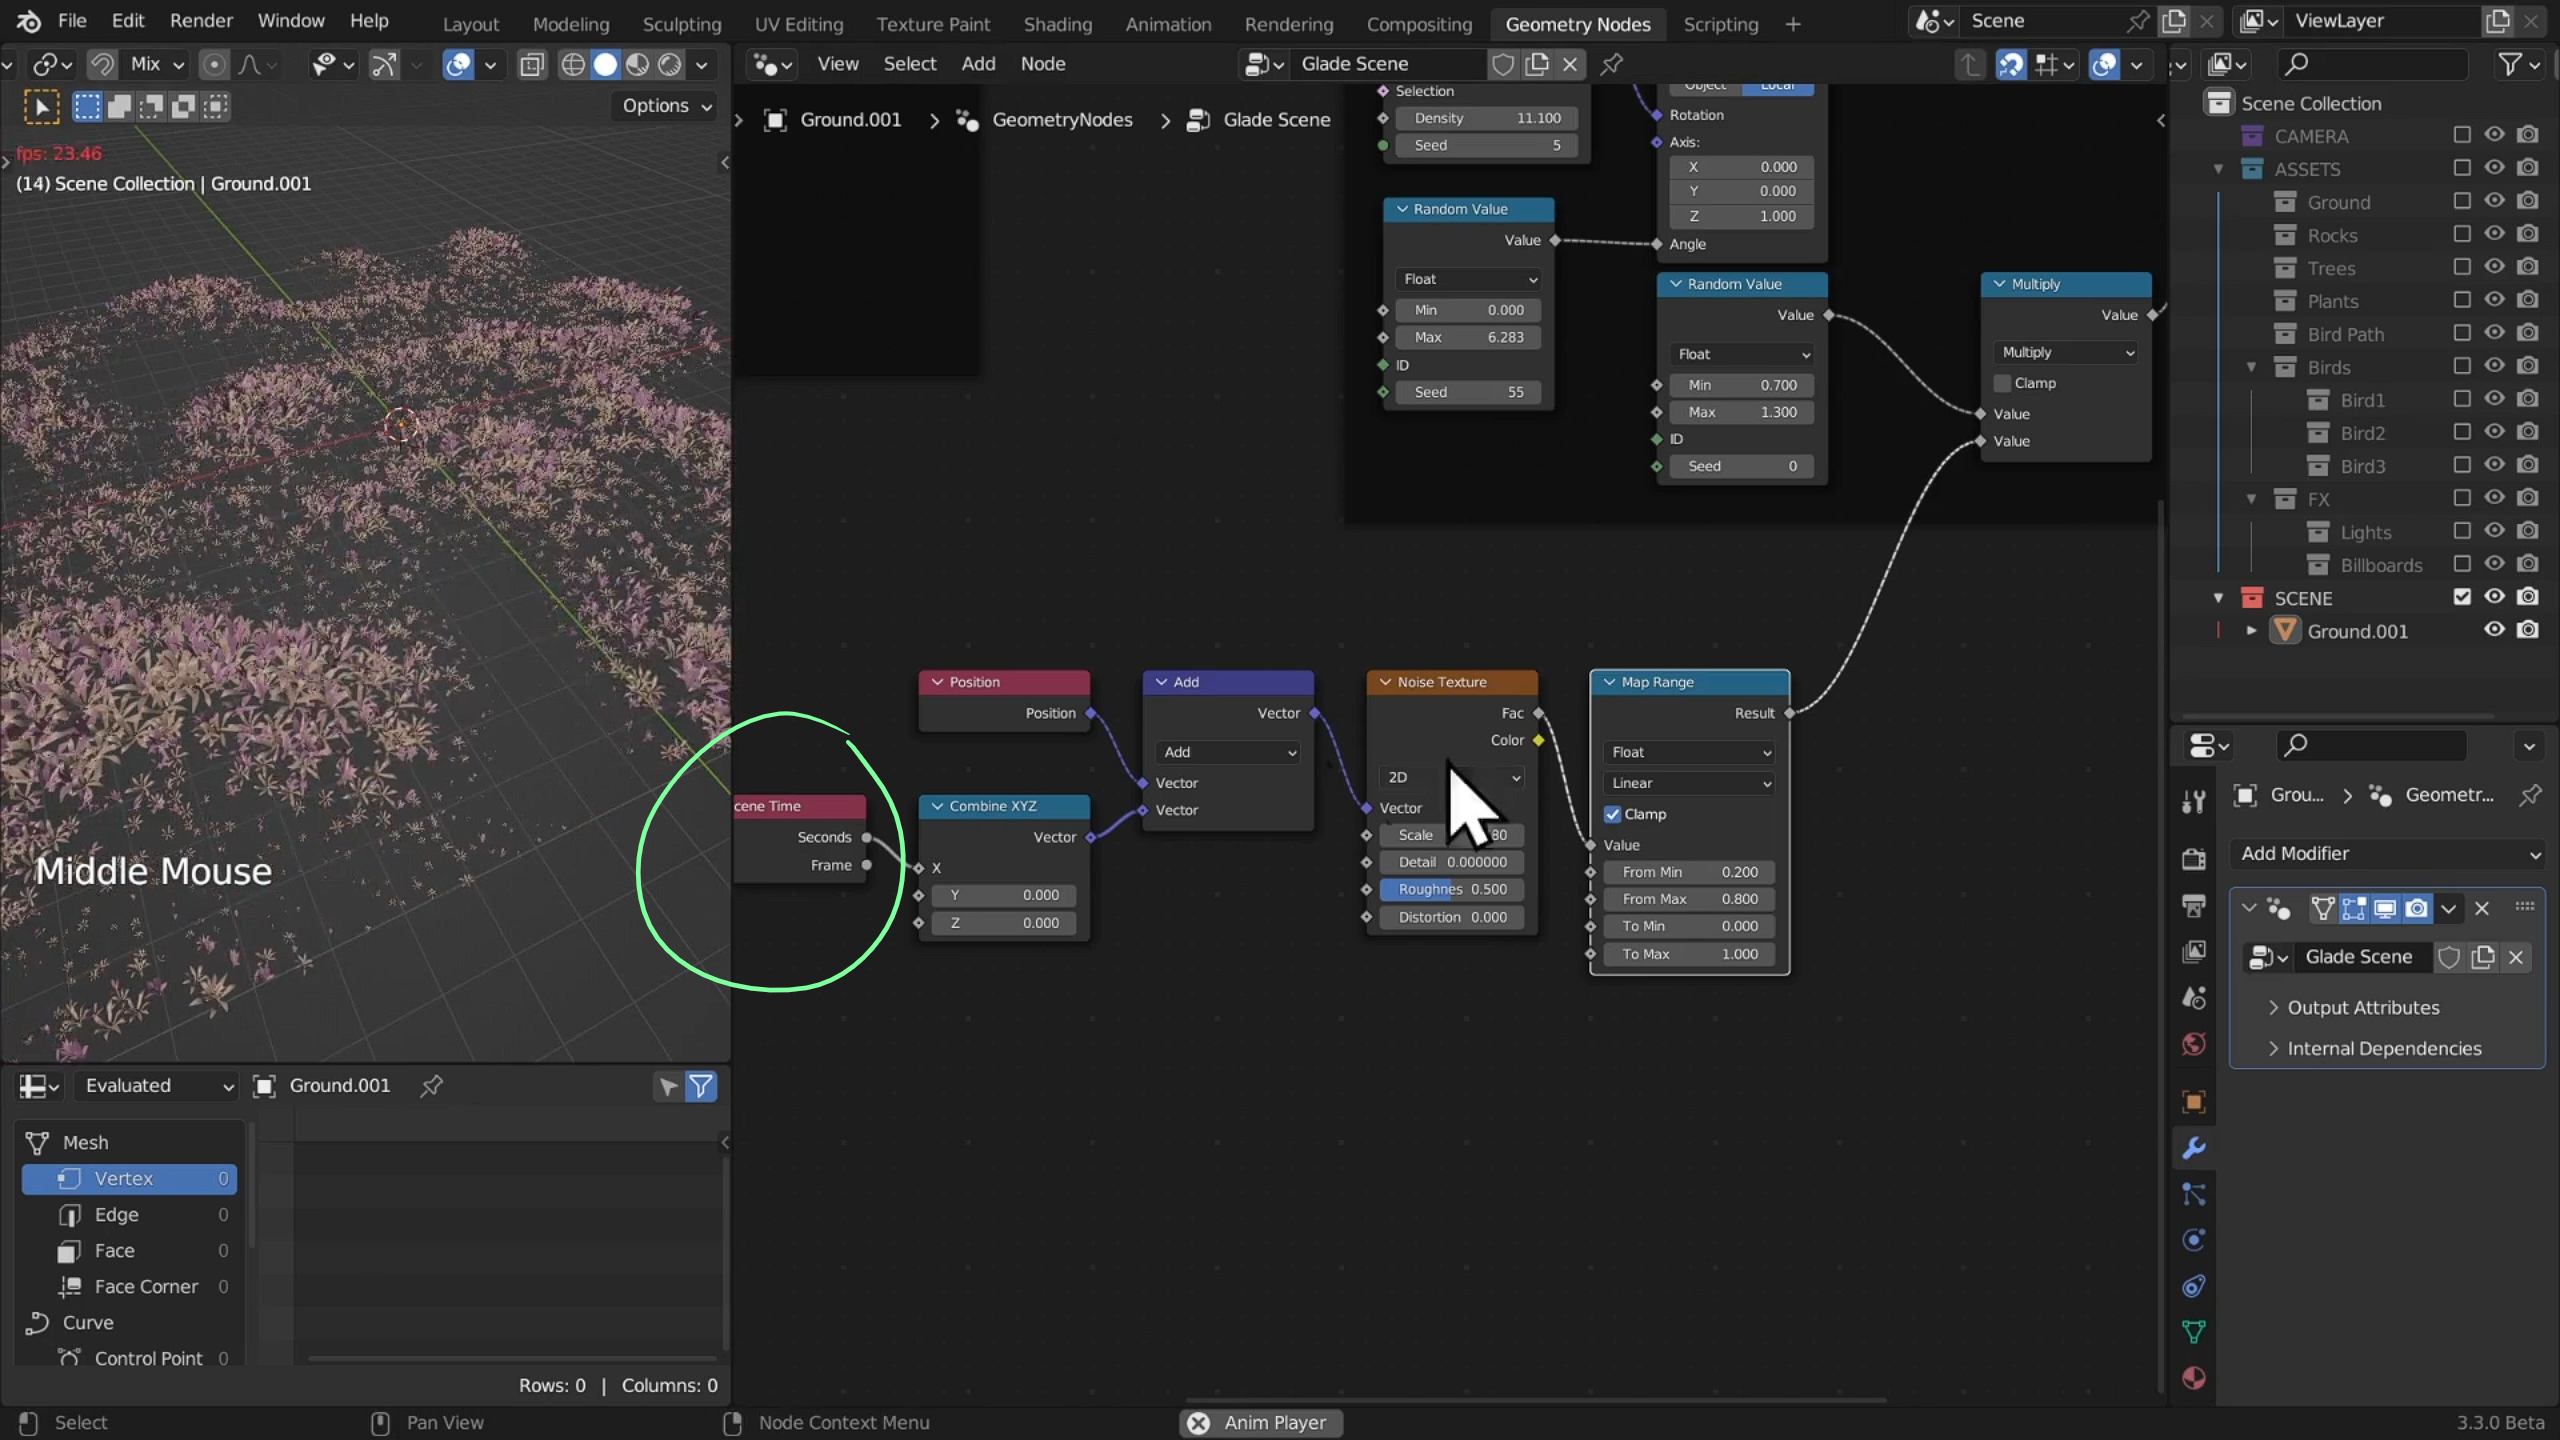 File Edit Render Window Help Layout Modeling Sculpting UV Editing Texture Paint Shading Animation Rendering Compositing Geometry Nodes Scripting + Scene ViewLayer
Mix View Select Add Node Glade Scene
Options
Ground.001 > GeometryNodes > Glade Scene
fps: 23.46
(14) Scene Collection | Ground.001
Middle Mouse
Selection
Density 11.100
Seed 5
Local
Rotation
Axis:
X 0.000
Y 0.000
Z 1.000
Angle
Random Value
Value
Float
Min 0.000
Max 6.283
ID
Seed 55
Random Value
Value
Float
Min 0.700
Max 1.300
ID
Seed 0
Multiply
Value
Multiply
Clamp
Value
Value
Position
Position
cene Time
Seconds
Frame
Combine XYZ
Vector
X
Y 0.000
Z 0.000
Add
Vector
Add
Vector
Vector
Noise Texture
Fac
Color
2D
Vector
Scale 80
Detail 0.000000
Roughnes 0.500
Distortion 0.000
Map Range
Result
Float
Linear
Clamp
Value
From Min 0.200
From Max 0.800
To Min 0.000
To Max 1.000
Scene Collection
CAMERA
ASSETS
Ground
Rocks
Trees
Plants
Bird Path
Birds
Bird1
Bird2
Bird3
FX
Lights
Billboards
SCENE
Ground.001
Grou... > Geometr...
Add Modifier
Glade Scene
Output Attributes
Internal Dependencies
Evaluated Ground.001
Mesh
Vertex 0
Edge 0
Face 0
Face Corner 0
Curve
Control Point 0
Rows: 0 | Columns: 0
Select Pan View Node Context Menu Anim Player 3.3.0 Beta